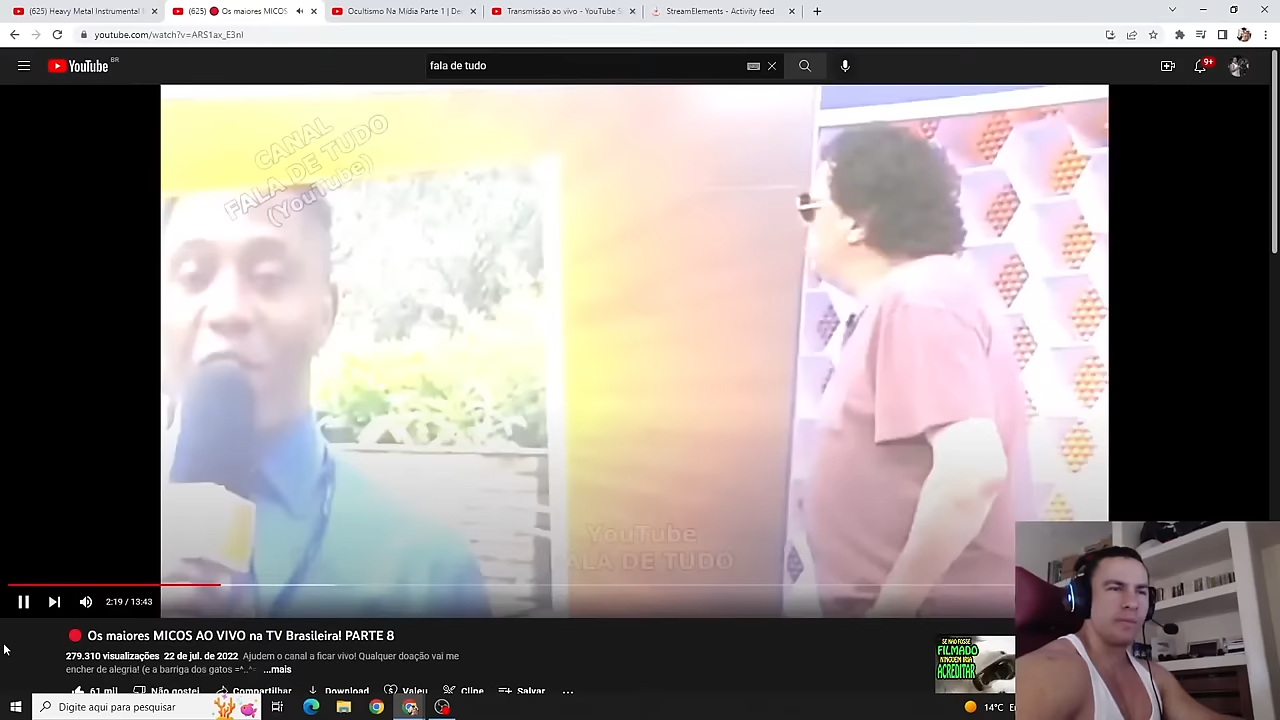 (625) Heavy Metal Instrumental
(625) Os maiores MICOS
Ocultismo Na Mídia Parte 1 | De
Transmissão ao vivo - YouTube S
StreamElements - Activity feed
youtube.com/watch?v=ARS1ax_E3nI
YouTube BR
fala de tudo
9+
CANAL
FALA DE TUDO
(YouTube)
YouTube
FALA DE TUDO
2:19 / 13:43
Os maiores MICOS AO VIVO na TV Brasileira! PARTE 8
279.310 visualizações 22 de jul. de 2022 Ajudem o canal a ficar vivo! Qualquer doação vai me
encher de alegria! (e a barriga dos gatos =^.^= ...mais
SE NÃO FOSSE
FILMADO
NINGUÉM IRIA
ACREDITAR
61 mil Não gostei Compartilhar Download Valeu Clipe Salvar ...
Digite aqui para pesquisar
14°C